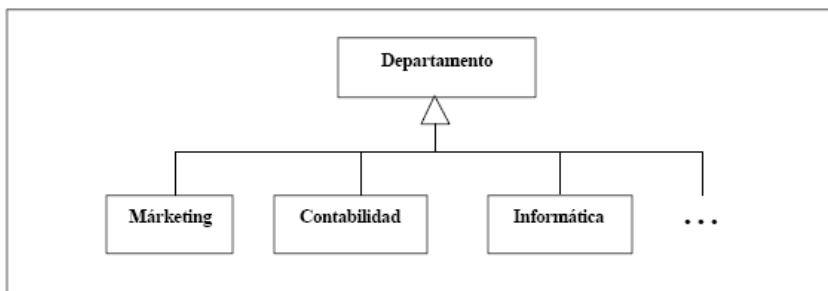 Departamento
Márketing
Contabilidad
Informática
...